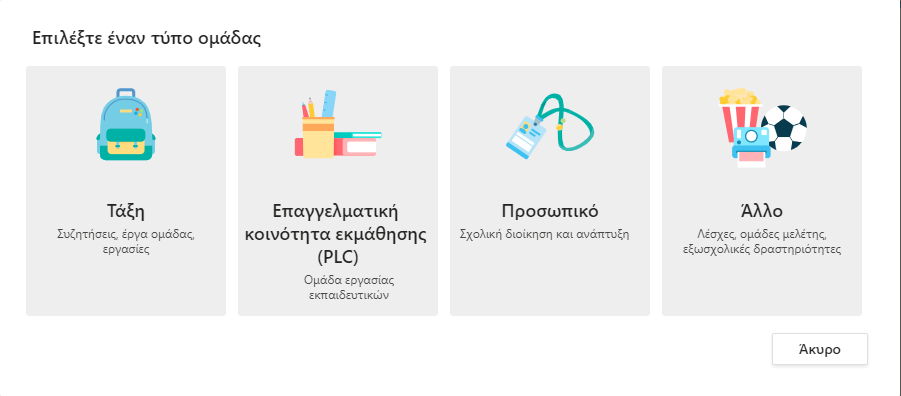 Επιλέξτε έναν τύπο ομάδας
Τάξη
Συζητήσεις, έργα ομάδας,
εργασίες
Επαγγελματική
κοινότητα εκμάθησης
(PLC)
Ομάδα εργασίας
εκπαιδευτικών
Προσωπικό
Σχολική διοίκηση και ανάπτυξη
Άλλο
Λέσχες, ομάδες μελέτης,
εξωσχολικές δραστηριότητες
Άκυρο